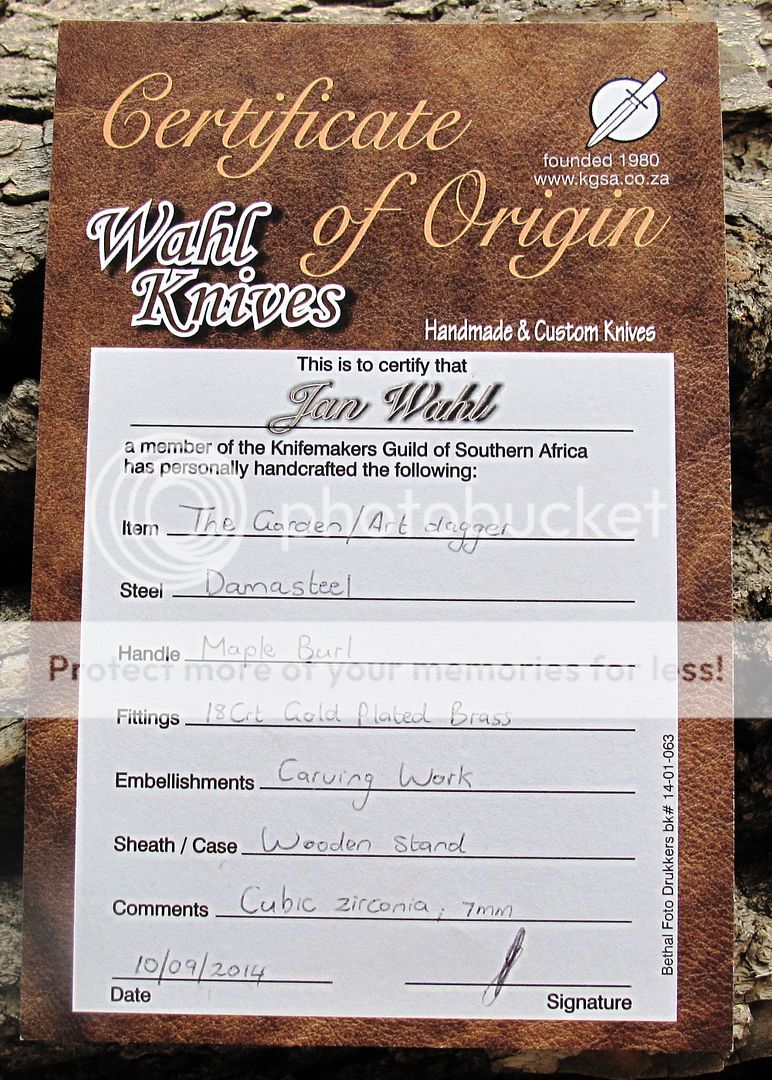 Certificate
of Origin
founded 1980
www.kgsa.co.za
Wahl
Knives
Handmade & Custom Knives
This is to certify that
Jan Wahl
a member of the Knifemakers Guild of Southern Africa
has personally handcrafted the following:
Item The Garden/Art dagger
photobucket
Steel Damasteel
Handle Maple Burl
Protect more of your memories for less!
Fittings 18Crt Gold Plated Brass
Embellishments Carving Work
Sheath / Case Wooden Stand
Comments Cubic zirconia, 7mm
10/09/2014
Date
Signature
Bethal Foto Drukkers bk# 14-01-063